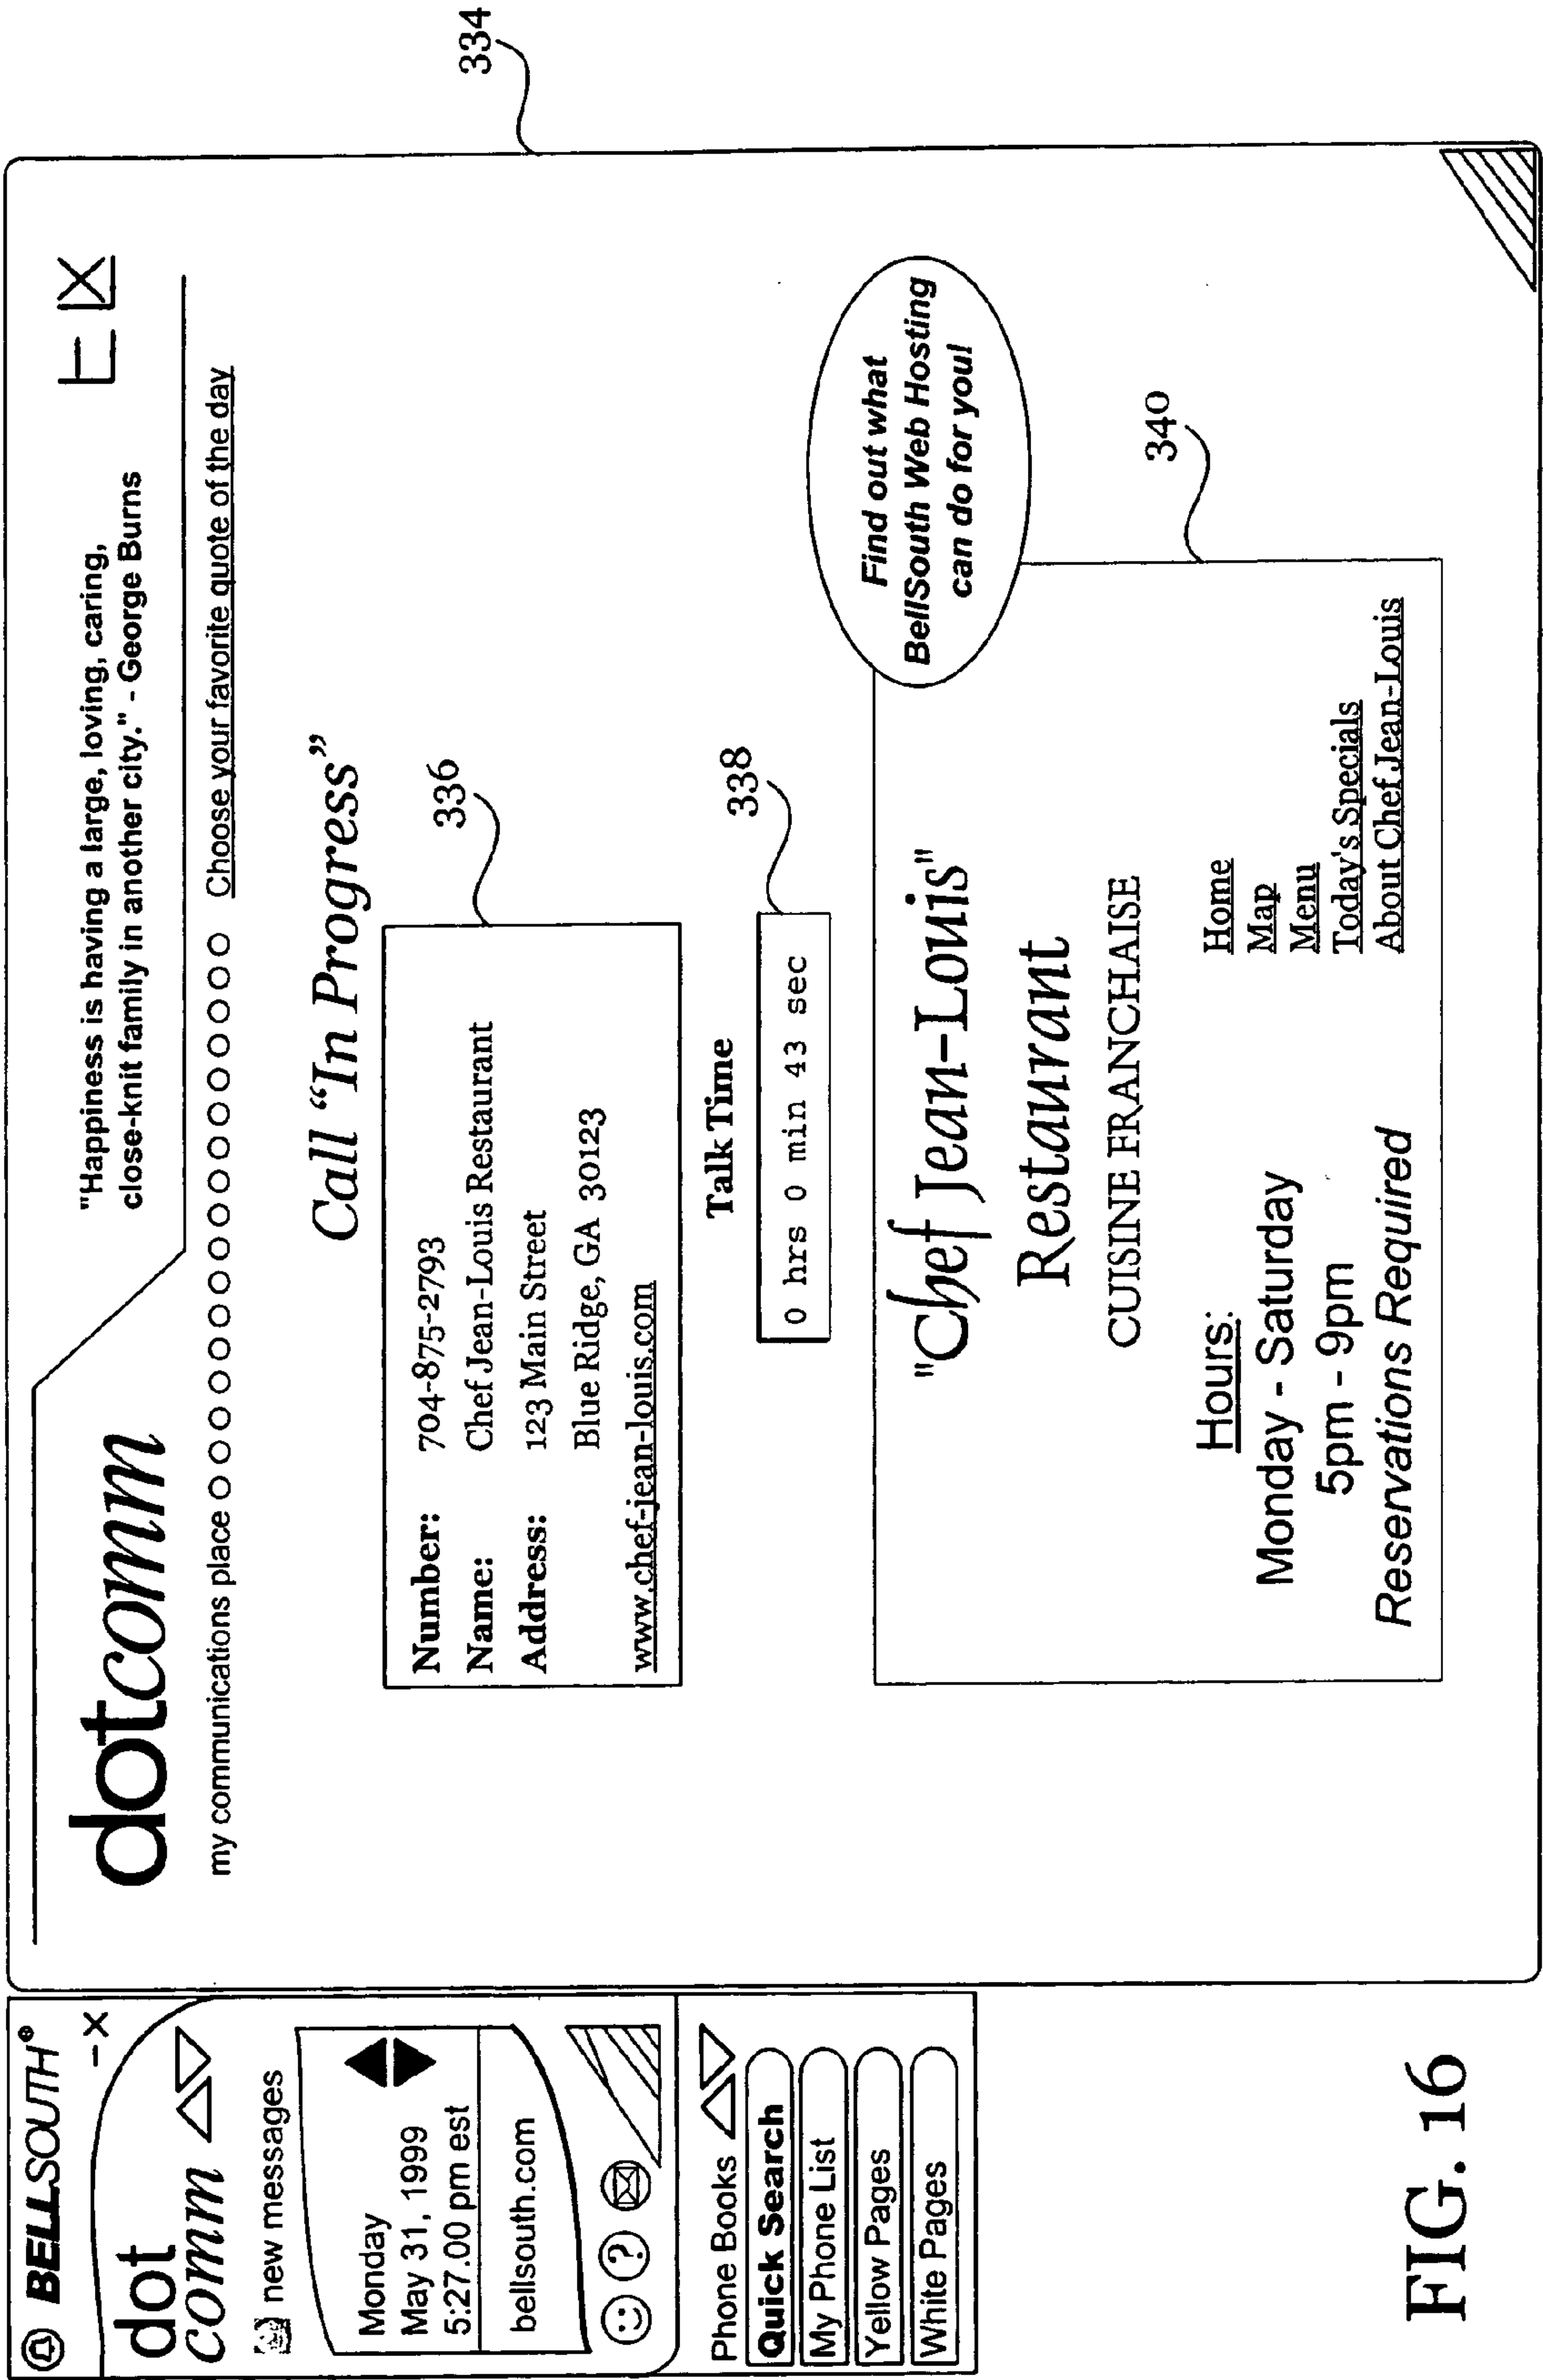 BELLSOUTH®
– X
dot
comm
new messages
Monday
May 31, 1999
5:27.00 pm est
bellsouth.com
?
Phone Books
Quick Search
My Phone List
Yellow Pages
White Pages
dotcomm
"Happiness is having a large, loving, caring,
close-knit family in another city." - George Burns
my communications place
Choose your favorite quote of the day
334
Call “In Progress”
336
Number: 704-875-2793
Name: Chef Jean-Louis Restaurant
Address: 123 Main Street
Blue Ridge, GA 30123
www.chef-jean-louis.com
Talk Time
338
0 hrs 0 min 43 sec
Find out what
BellSouth Web Hosting
can do for you!
"Chef Jean-Louis"
Restaurant
CUISINE FRANCHAISE
340
Hours:
Monday - Saturday
5pm - 9pm
Reservations Required
Home
Map
Menu
Today's Specials
About Chef Jean-Louis
FIG. 16